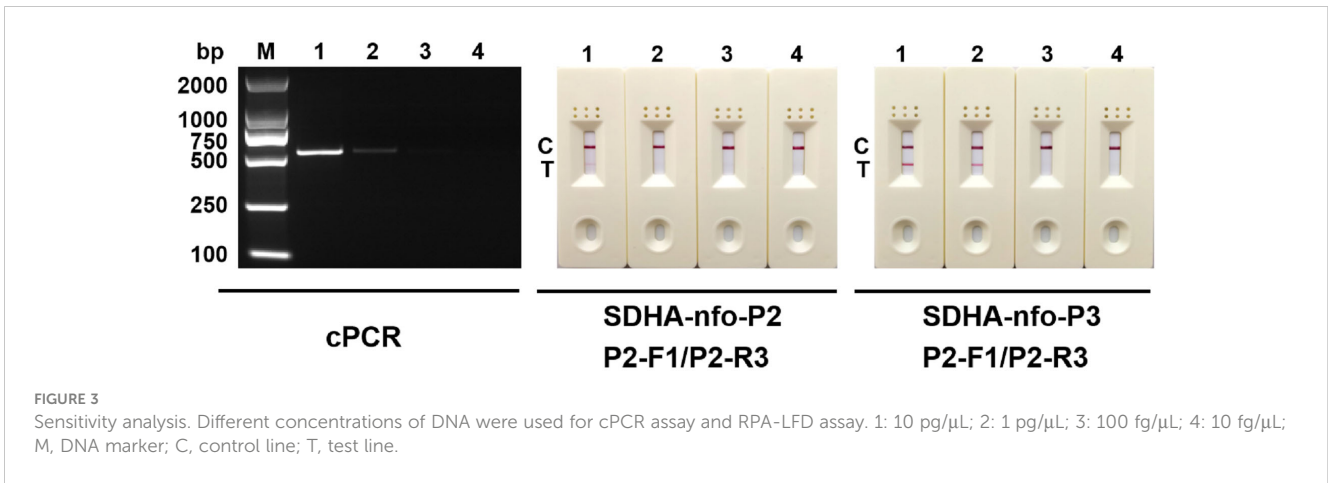 bp M 1 2 3 4
2000
1000
750
500
250
100
cPCR
1 2 3 4
C
T
SDHA-nfo-P2
P2-F1/P2-R3
1 2 3 4
C
T
SDHA-nfo-P3
P2-F1/P2-R3
FIGURE 3
Sensitivity analysis. Different concentrations of DNA were used for cPCR assay and RPA-LFD assay. 1: 10 pg/μL; 2: 1 pg/μL; 3: 100 fg/μL; 4: 10 fg/μL;
M, DNA marker; C, control line; T, test line.